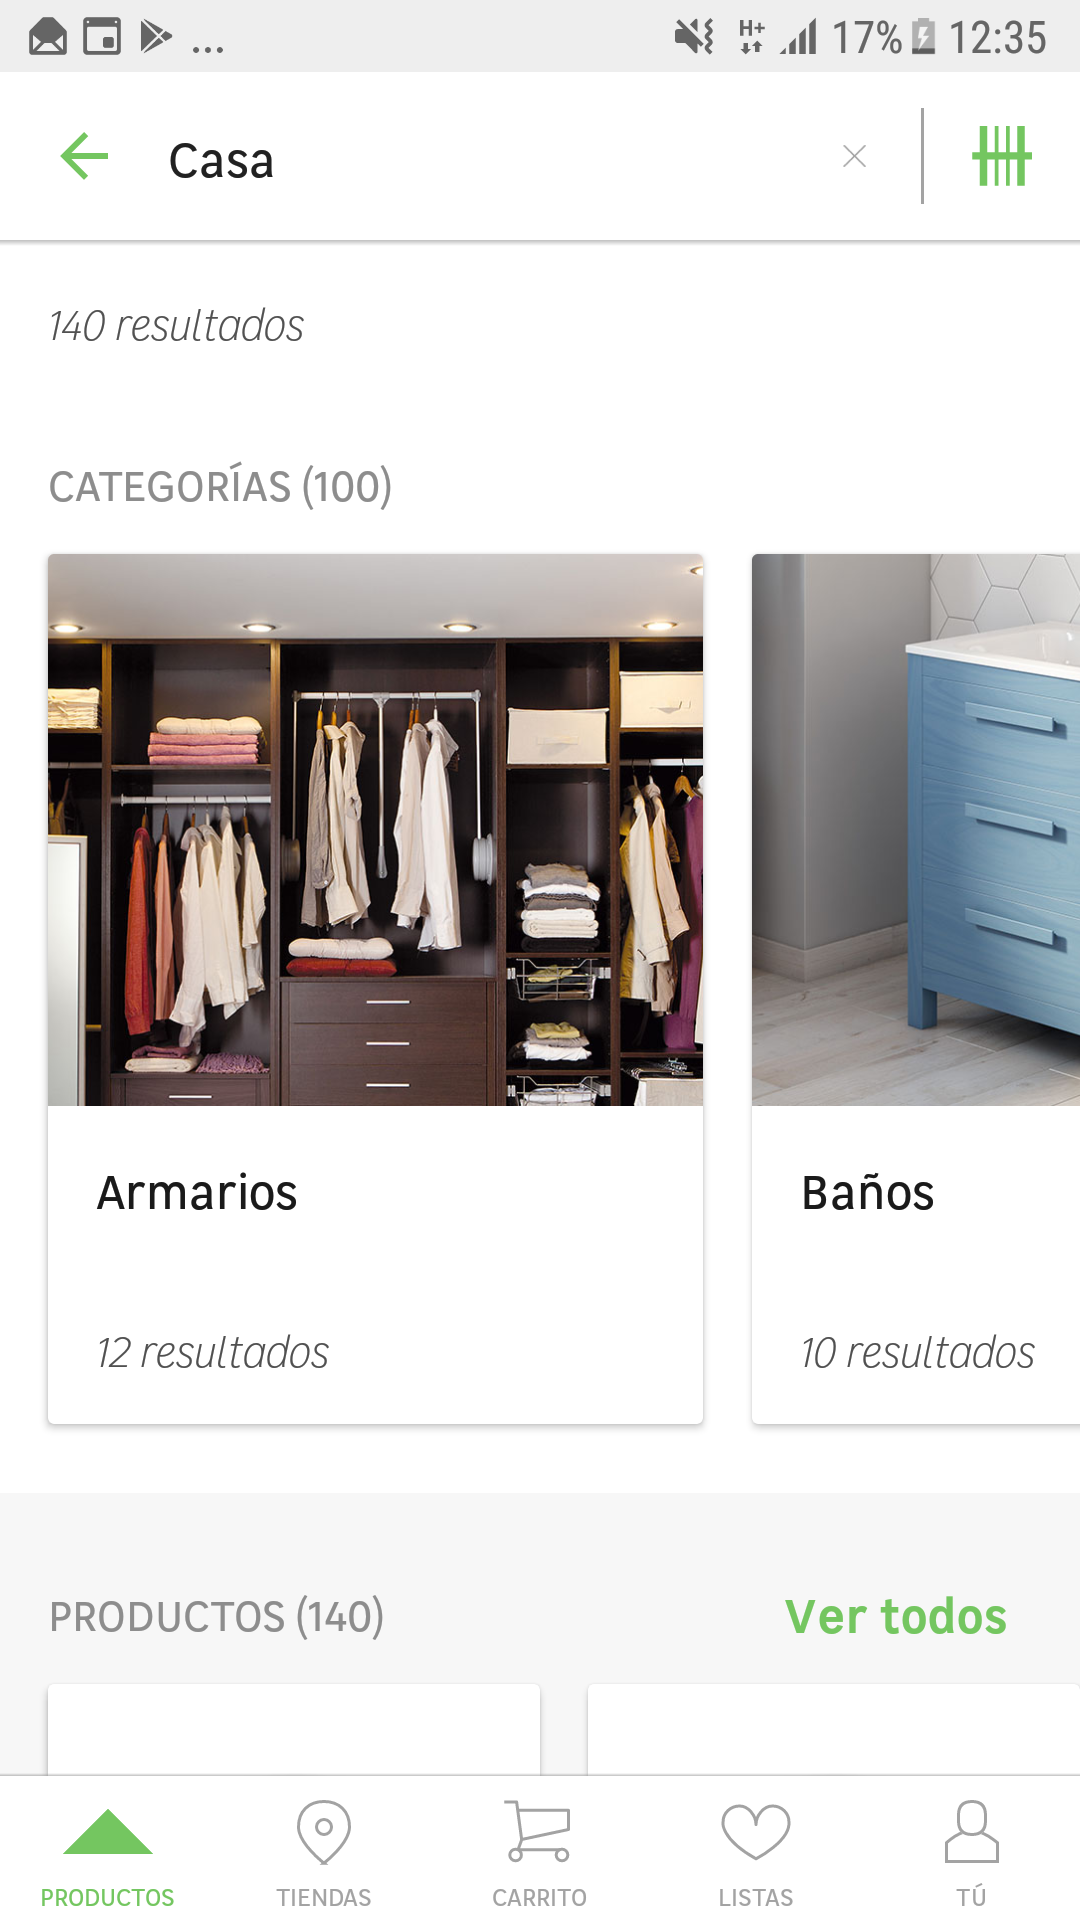 ... H+ 17% 12:35
Casa
140 resultados
CATEGORÍAS (100)
Armarios
Baños
12 resultados
10 resultados
PRODUCTOS (140)
Ver todos
PRODUCTOS
TIENDAS
CARRITO
LISTAS
TÚ